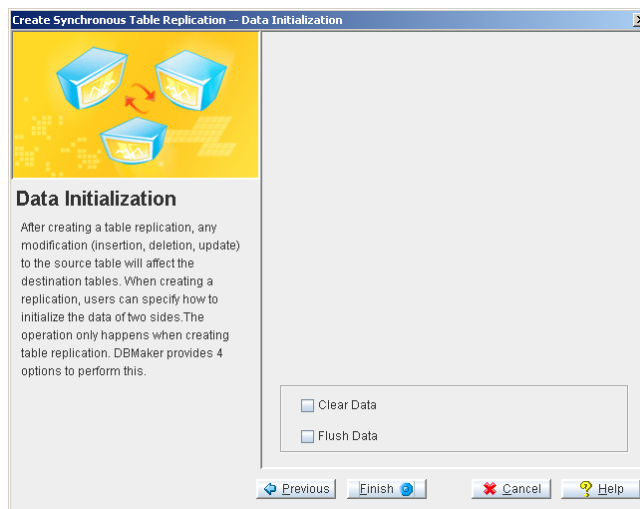 Create Synchronous Table Replication -- Data Initialization
Data Initialization
After creating a table replication, any
modification (insertion, deletion, update)
to the source table will affect the
destination tables. When creating a
replication, users can specify how to
initialize the data of two sides.The
operation only happens when creating
table replication. DBMaker provides 4
options to perform this.
Clear Data
Flush Data
Previous Finish Cancel Help